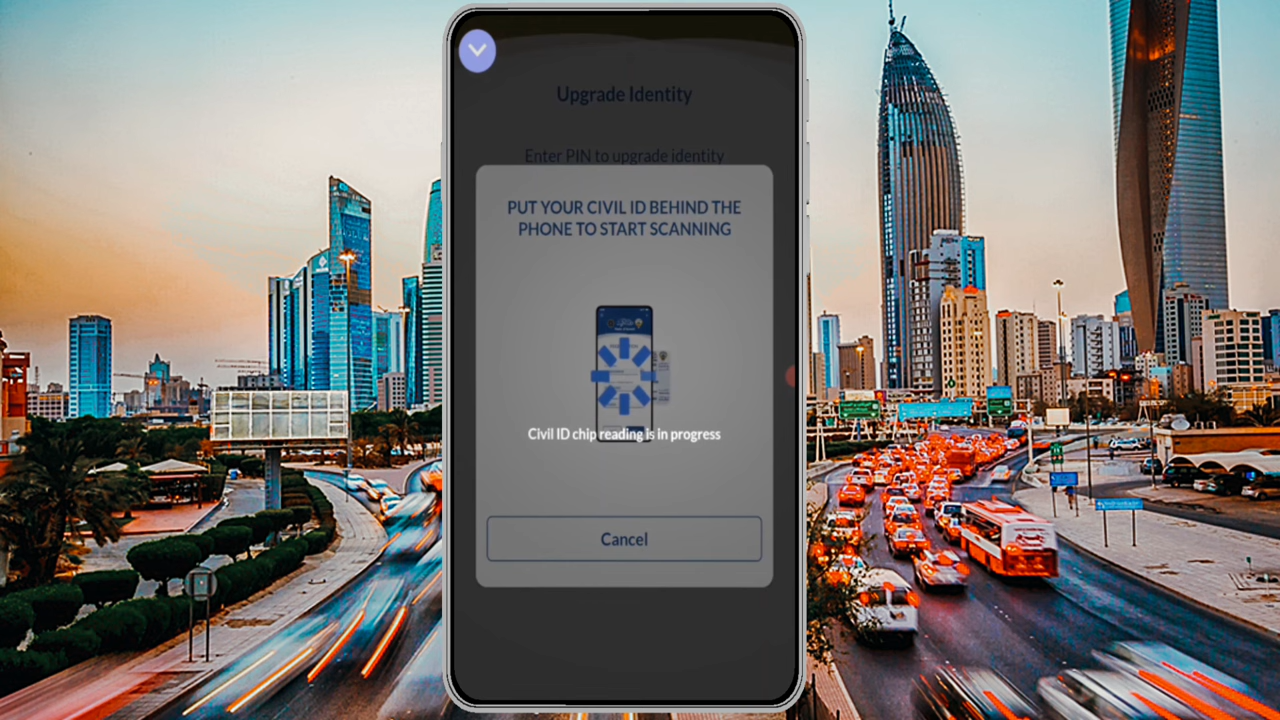 Upgrade Identity
Enter PIN to upgrade identity
PUT YOUR CIVIL ID BEHIND THE
PHONE TO START SCANNING
Civil ID chip reading is in progress
Cancel